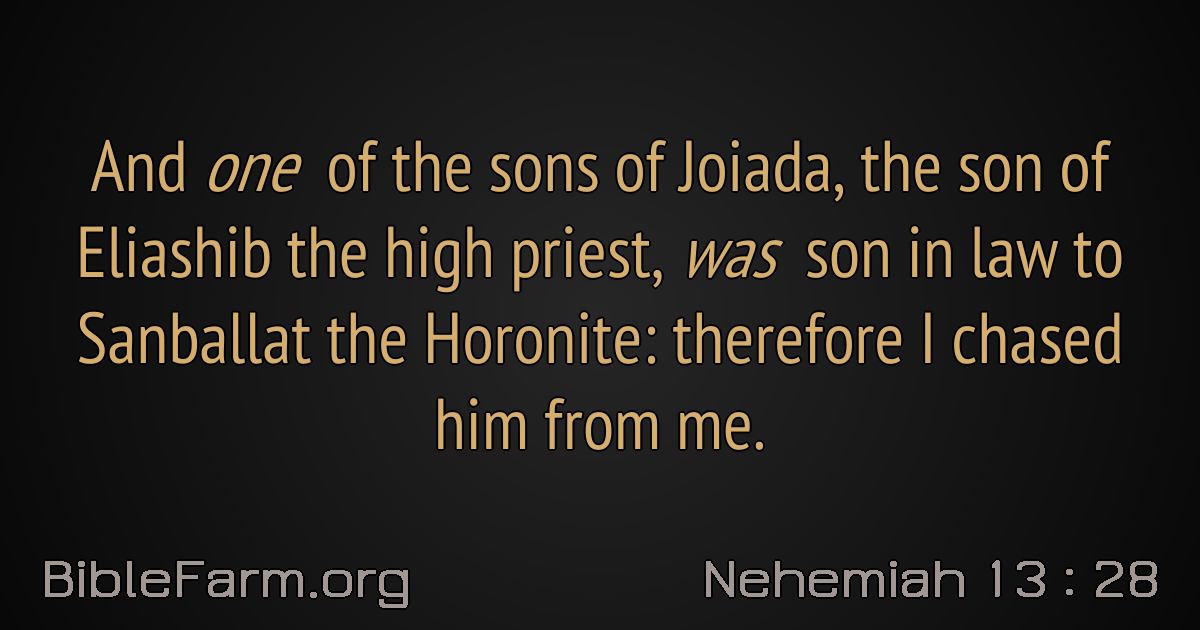 And one of the sons of Joiada, the son of
Eliashib the high priest, was son in law to
Sanballat the Horonite: therefore I chased
him from me.
BibleFarm.org
Nehemiah 13 : 28